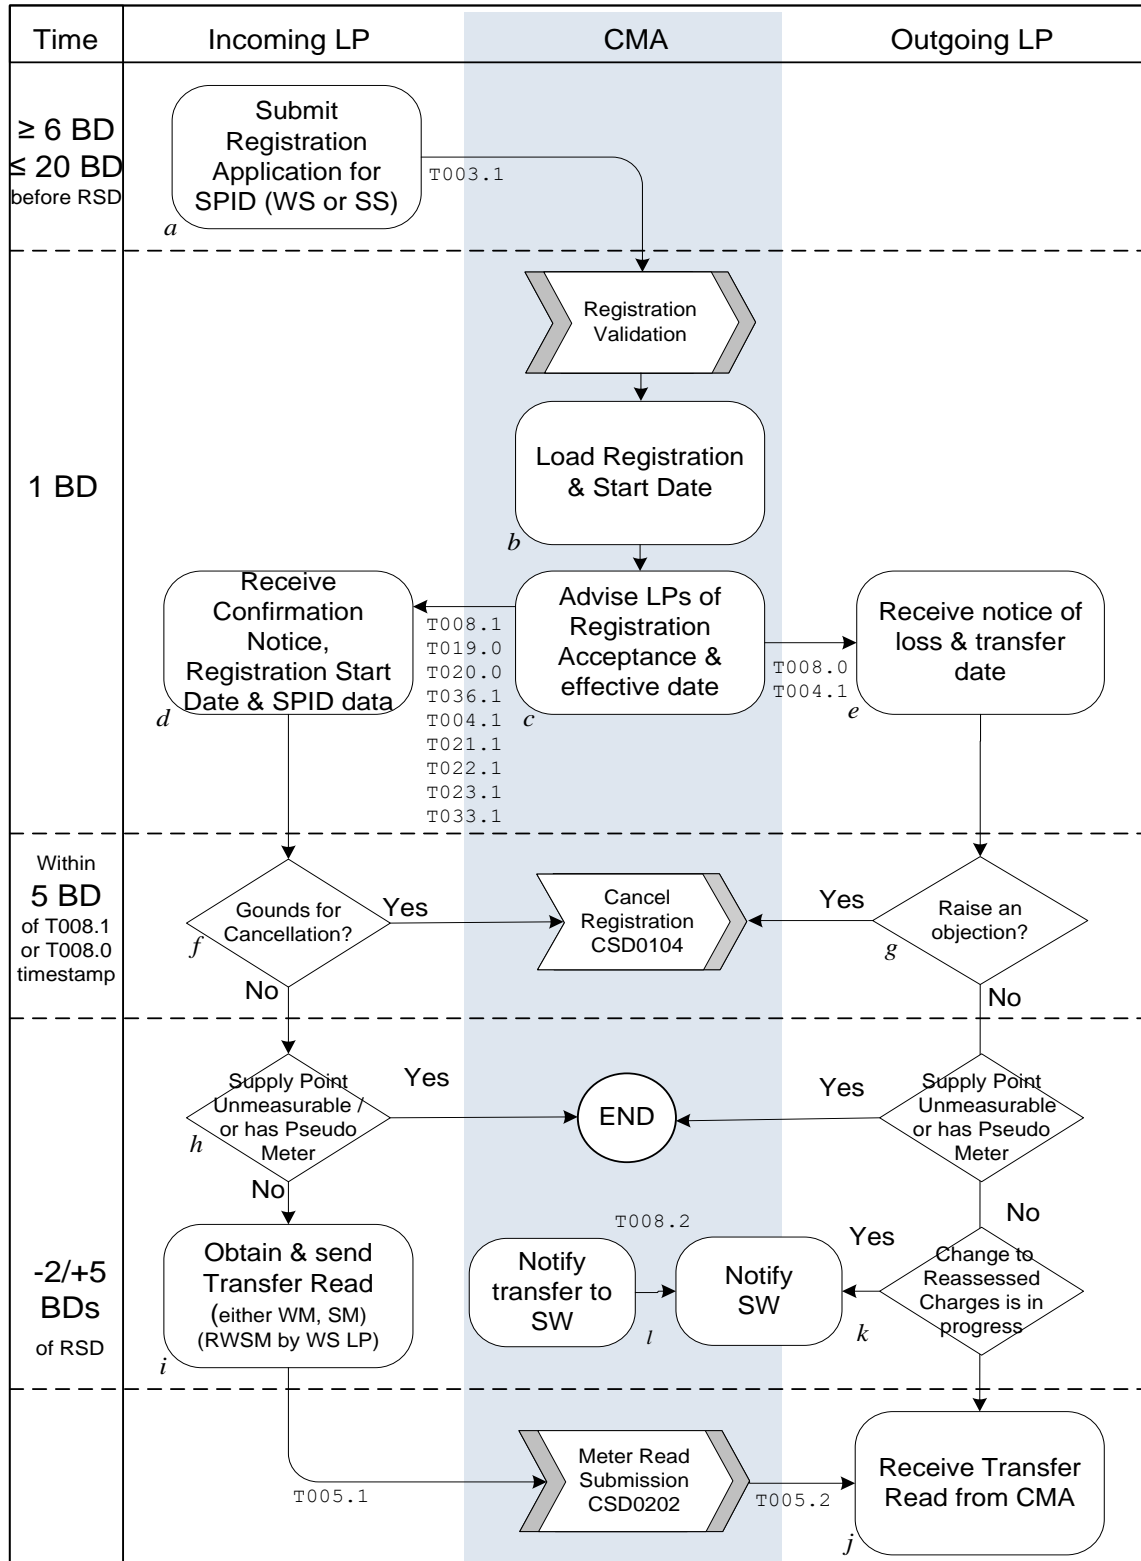 Time
Incoming LP
CMA
Outgoing LP
≥ 6 BD
≤ 20 BD
before RSD
Submit
Registration
Application for
SPID (WS or SS)
a
T003.1
1 BD
Registration
Validation
Load Registration
& Start Date
b
Receive
Confirmation
Notice,
Registration Start
Date & SPID data
d
T008.1
T019.0
T020.0
T036.1
T004.1
T021.1
T022.1
T023.1
T033.1
Advise LPs of
Registration
Acceptance &
effective date
c
T008.0
T004.1
Receive notice of
loss & transfer
date
e
Within
5 BD
of T008.1
or T008.0
timestamp
Gounds for
Cancellation?
f
Yes
No
Cancel
Registration
CSD0104
Yes
Raise an
objection?
g
No
-2/+5
BDs
of RSD
Supply Point
Unmeasurable /
or has Pseudo
Meter
h
Yes
No
END
Yes
Supply Point
Unmeasurable
or has Pseudo
Meter
No
Obtain & send
Transfer Read
(either WM, SM)
(RWSM by WS LP)
i
T008.2
Notify
transfer to
SW
l
Notify
SW
k
Yes
Change to
Reassessed
Charges is in
progress
T005.1
Meter Read
Submission
CSD0202
T005.2
Receive Transfer
Read from CMA
j